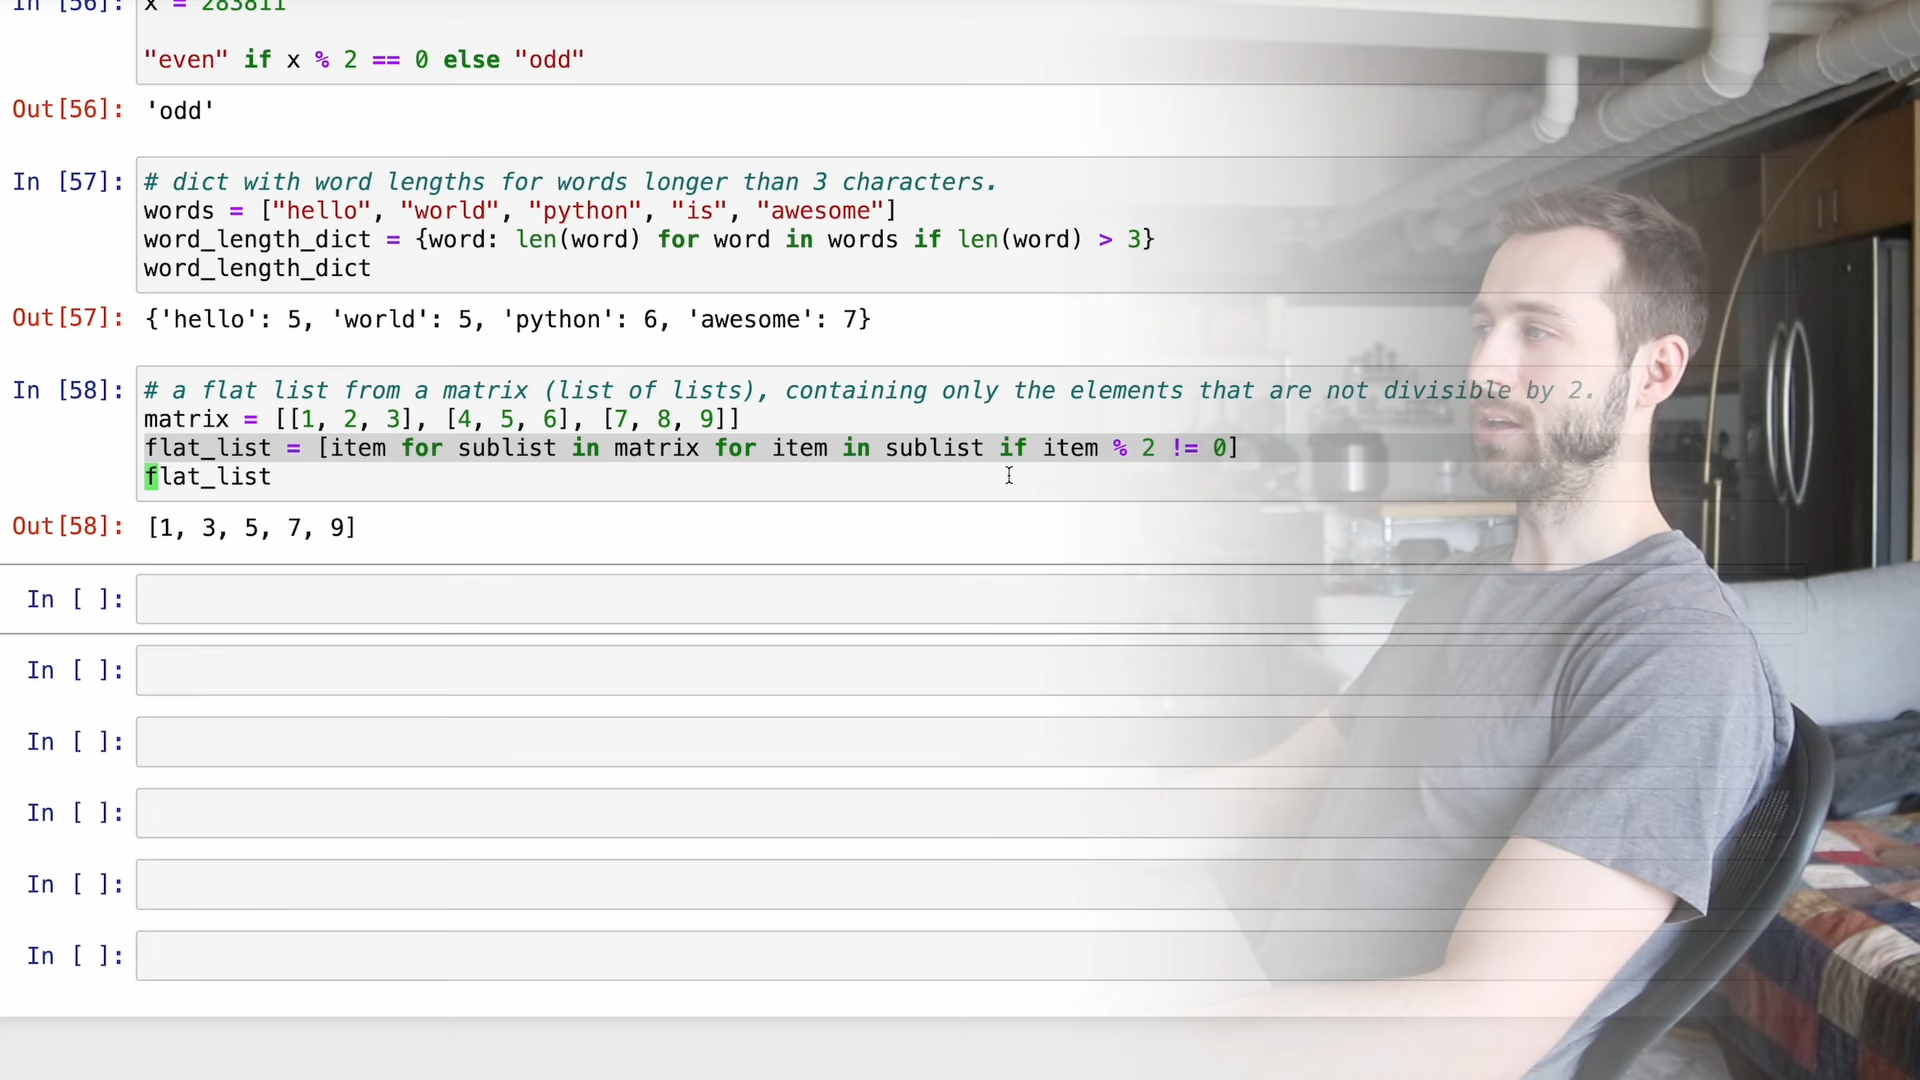 In [56]: x = 283811
"even" if x % 2 == 0 else "odd"
Out[56]: 'odd'
In [57]: # dict with word lengths for words longer than 3 characters.
words = ["hello", "world", "python", "is", "awesome"]
word_length_dict = {word: len(word) for word in words if len(word) > 3}
word_length_dict
Out[57]: {'hello': 5, 'world': 5, 'python': 6, 'awesome': 7}
In [58]: # a flat list from a matrix (list of lists), containing only the elements that are not divisible by 2.
matrix = [[1, 2, 3], [4, 5, 6], [7, 8, 9]]
flat_list = [item for sublist in matrix for item in sublist if item % 2 != 0]
flat_list
Out[58]: [1, 3, 5, 7, 9]
In [ ]:
In [ ]:
In [ ]:
In [ ]:
In [ ]:
In [ ]: